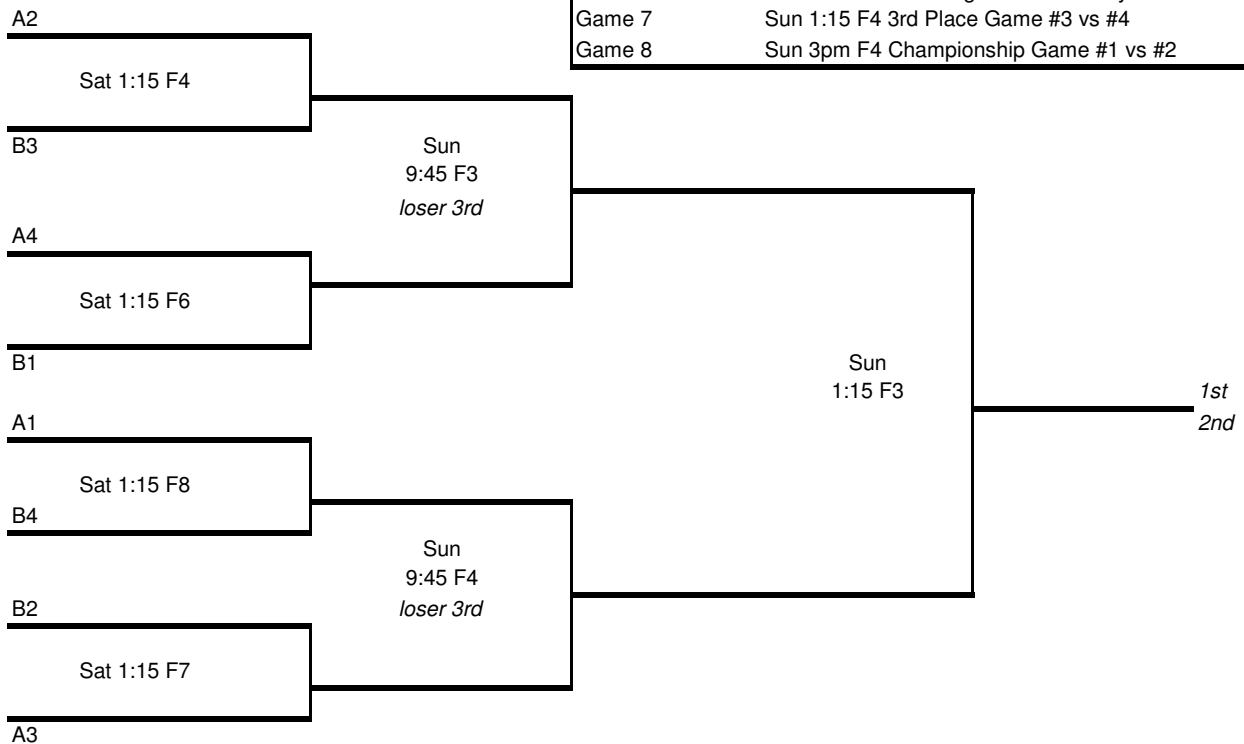 Game 7 Sun 1:15 F4 3rd Place Game #3 vs #4
Game 8 Sun 3pm F4 Championship Game #1 vs #2
A2
Sat 1:15 F4
B3
Sun
9:45 F3
loser 3rd
A4
Sat 1:15 F6
B1
Sun
1:15 F3
1st
2nd
A1
Sat 1:15 F8
B4
Sun
9:45 F4
loser 3rd
B2
Sat 1:15 F7
A3